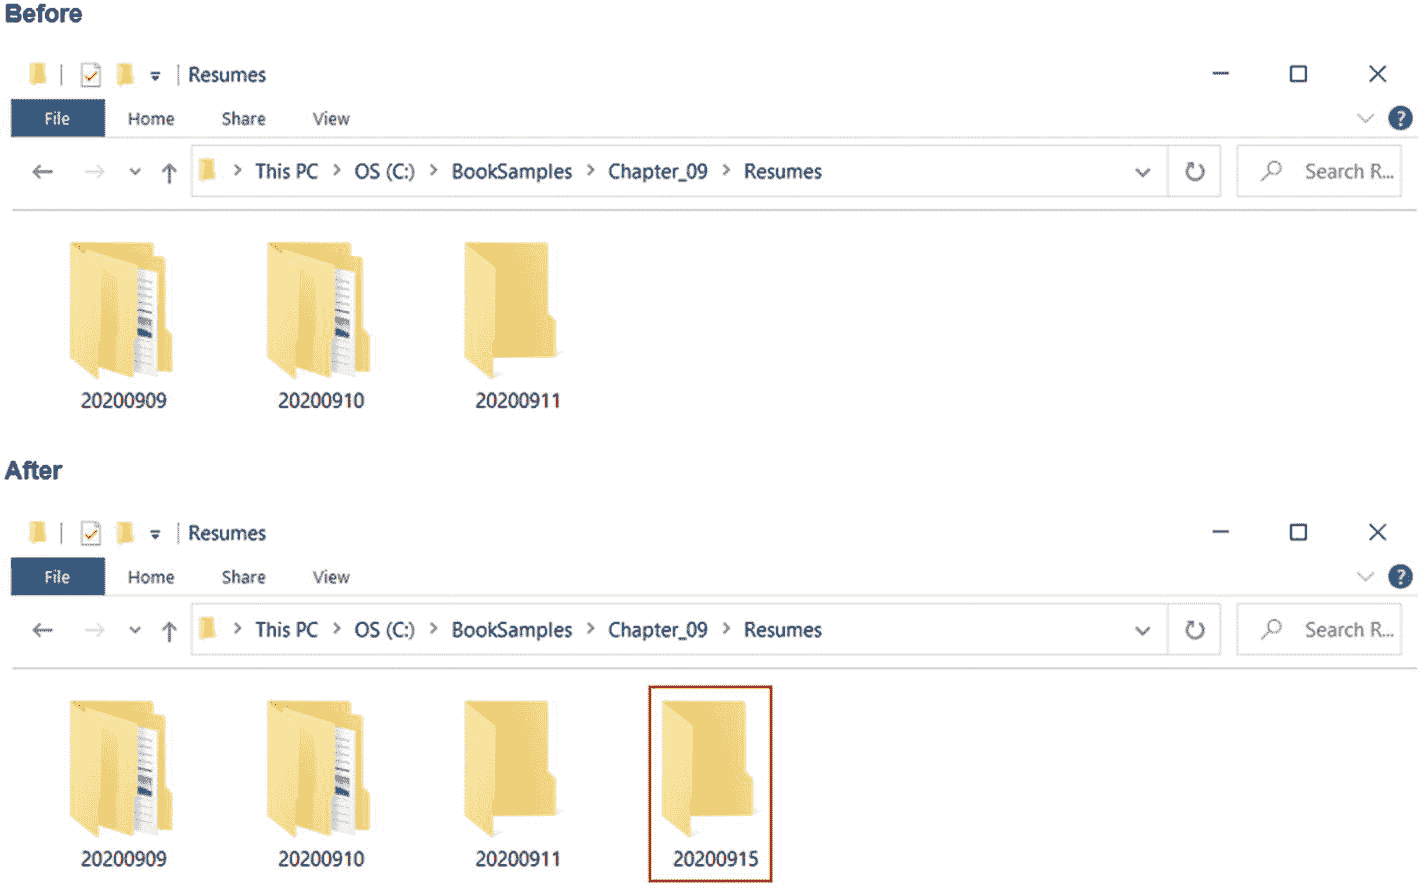 Before
Resumes
File Home Share View
This PC > OS (C:) > BookSamples > Chapter_09 > Resumes Search R...
20200909 20200910 20200911
After
Resumes
File Home Share View
This PC > OS (C:) > BookSamples > Chapter_09 > Resumes Search R...
20200909 20200910 20200911 20200915